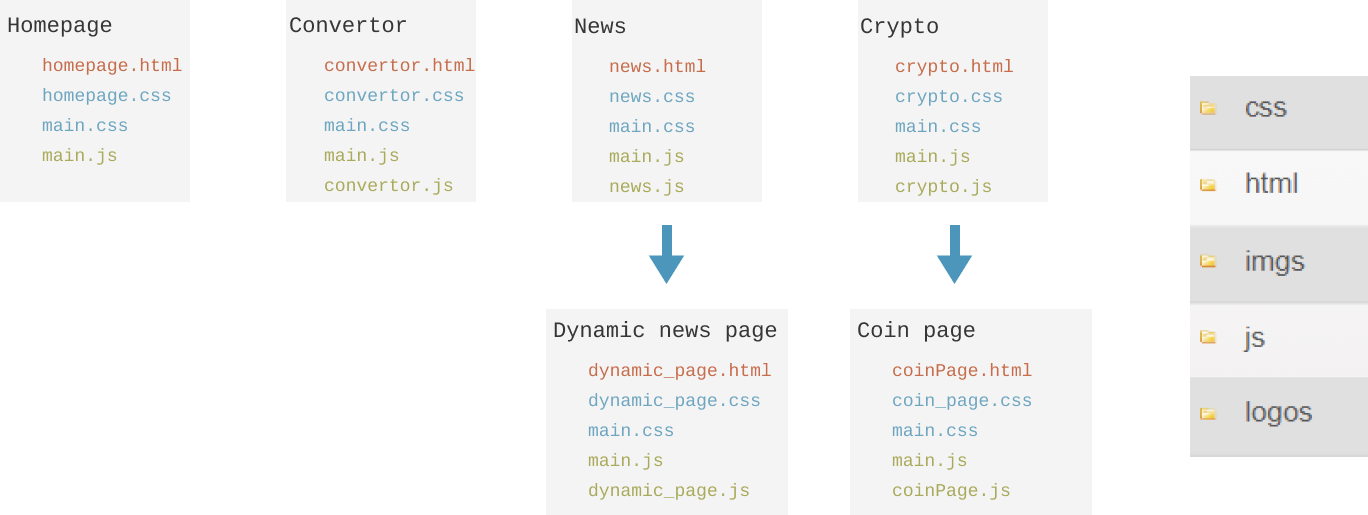 Homepage
homepage.html
homepage.css
main.css
main.js
Convertor
convertor.html
convertor.css
main.css
main.js
convertor.js
News
news.html
news.css
main.css
main.js
news.js
Crypto
crypto.html
crypto.css
main.css
main.js
crypto.js
Dynamic news page
dynamic_page.html
dynamic_page.css
main.css
main.js
dynamic_page.js
Coin page
coinPage.html
coin_page.css
main.css
main.js
coinPage.js
css
html
imgs
js
logos